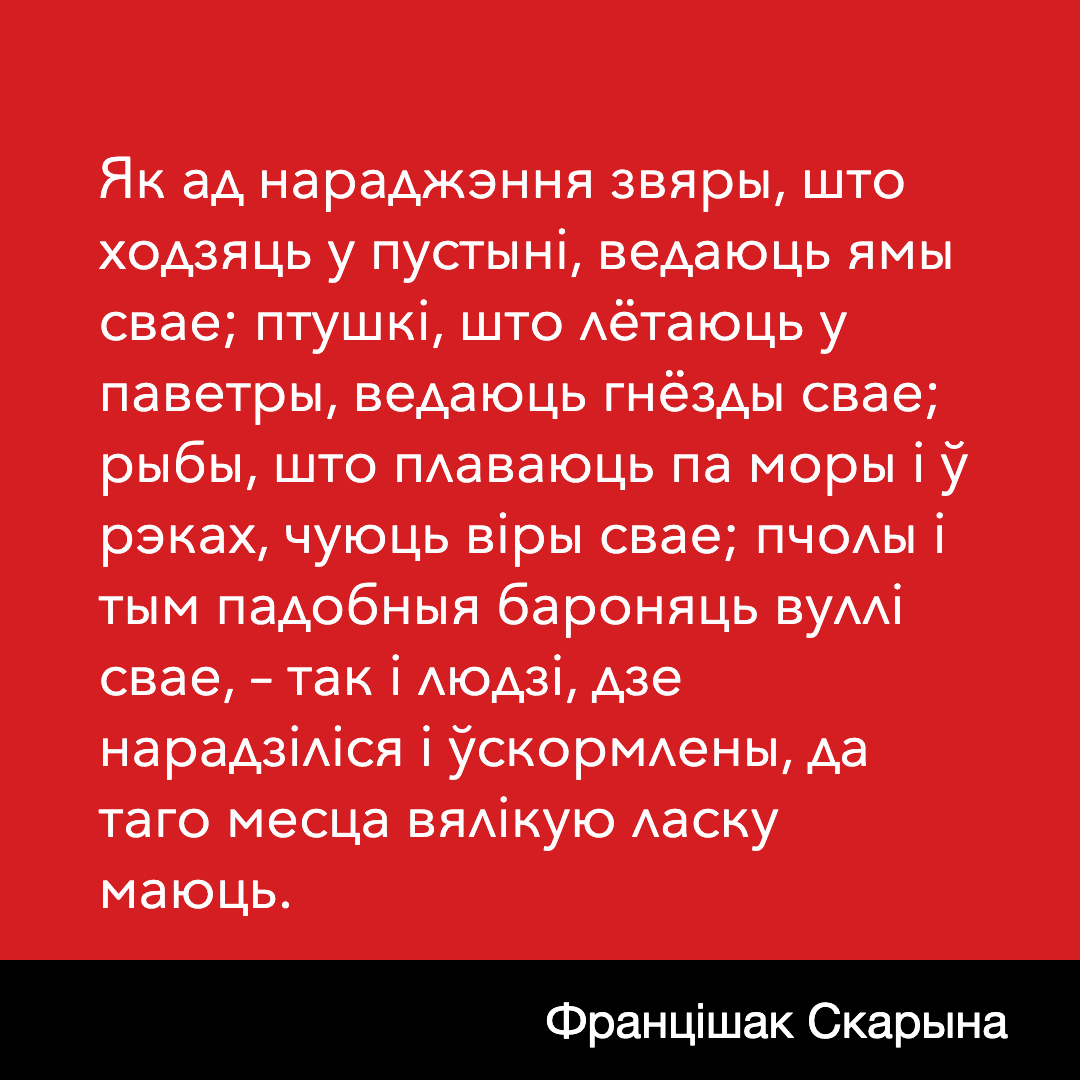 Як ад нараджэння звяры, што
ходзяць у пустыні, ведаюць ямы
свае; птушкі, што лётаюць у
паветры, ведаюць гнёзды свае;
рыбы, што плаваюць па моры і ў
рэках, чуюць віры свае; пчолы і
тым падобныя бароняць вуллі
свае, – так і людзі, дзе
нарадзіліся і ўскормлены, да
таго месца вялікую ласку
маюць.
Францішак Скарына